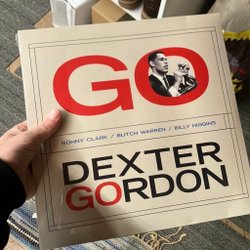 GO
SONNY CLARK / BUTCH WARREN / BILLY HIGGINS
DEXTER
GORDON